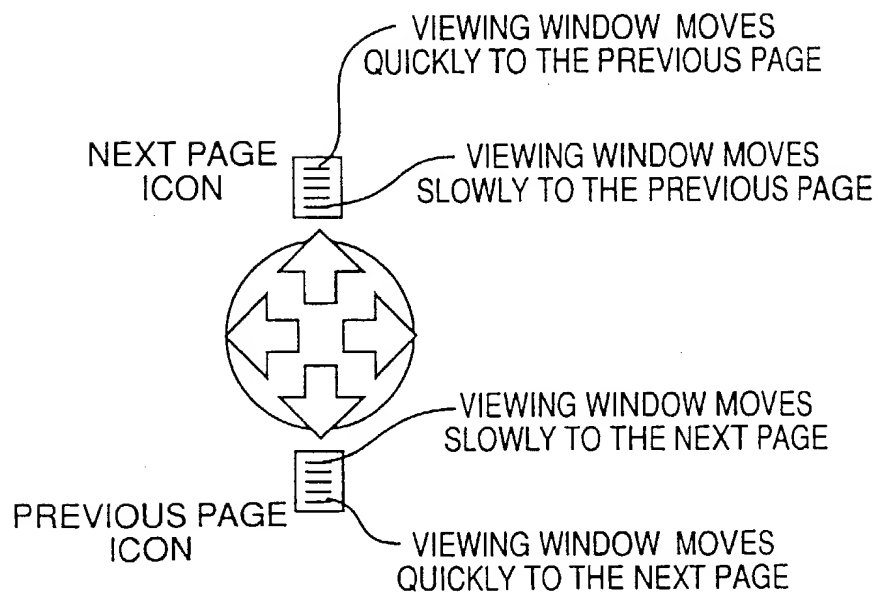 VIEWING WINDOW MOVES
QUICKLY TO THE PREVIOUS PAGE
NEXT PAGE
ICON
VIEWING WINDOW MOVES
SLOWLY TO THE PREVIOUS PAGE
VIEWING WINDOW MOVES
SLOWLY TO THE NEXT PAGE
PREVIOUS PAGE
ICON
VIEWING WINDOW MOVES
QUICKLY TO THE NEXT PAGE